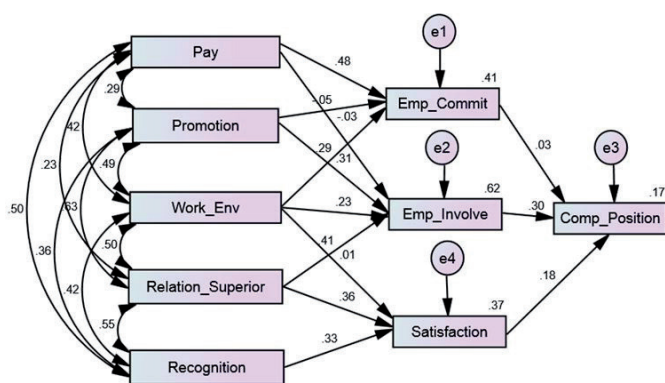 e1
Pay
.48
.41
.29
-.05
Emp_Commit
-.03
Promotion
e2
.42
.03
e3
.49
.29
.31
.23
.62
.17
.63
Work_Env
.23
Emp_Involve
.30
Comp_Position
.50
.50
.41
e4
.01
.36
Relation_Superior
.18
.42
.36
.37
.55
.33
Satisfaction
Recognition